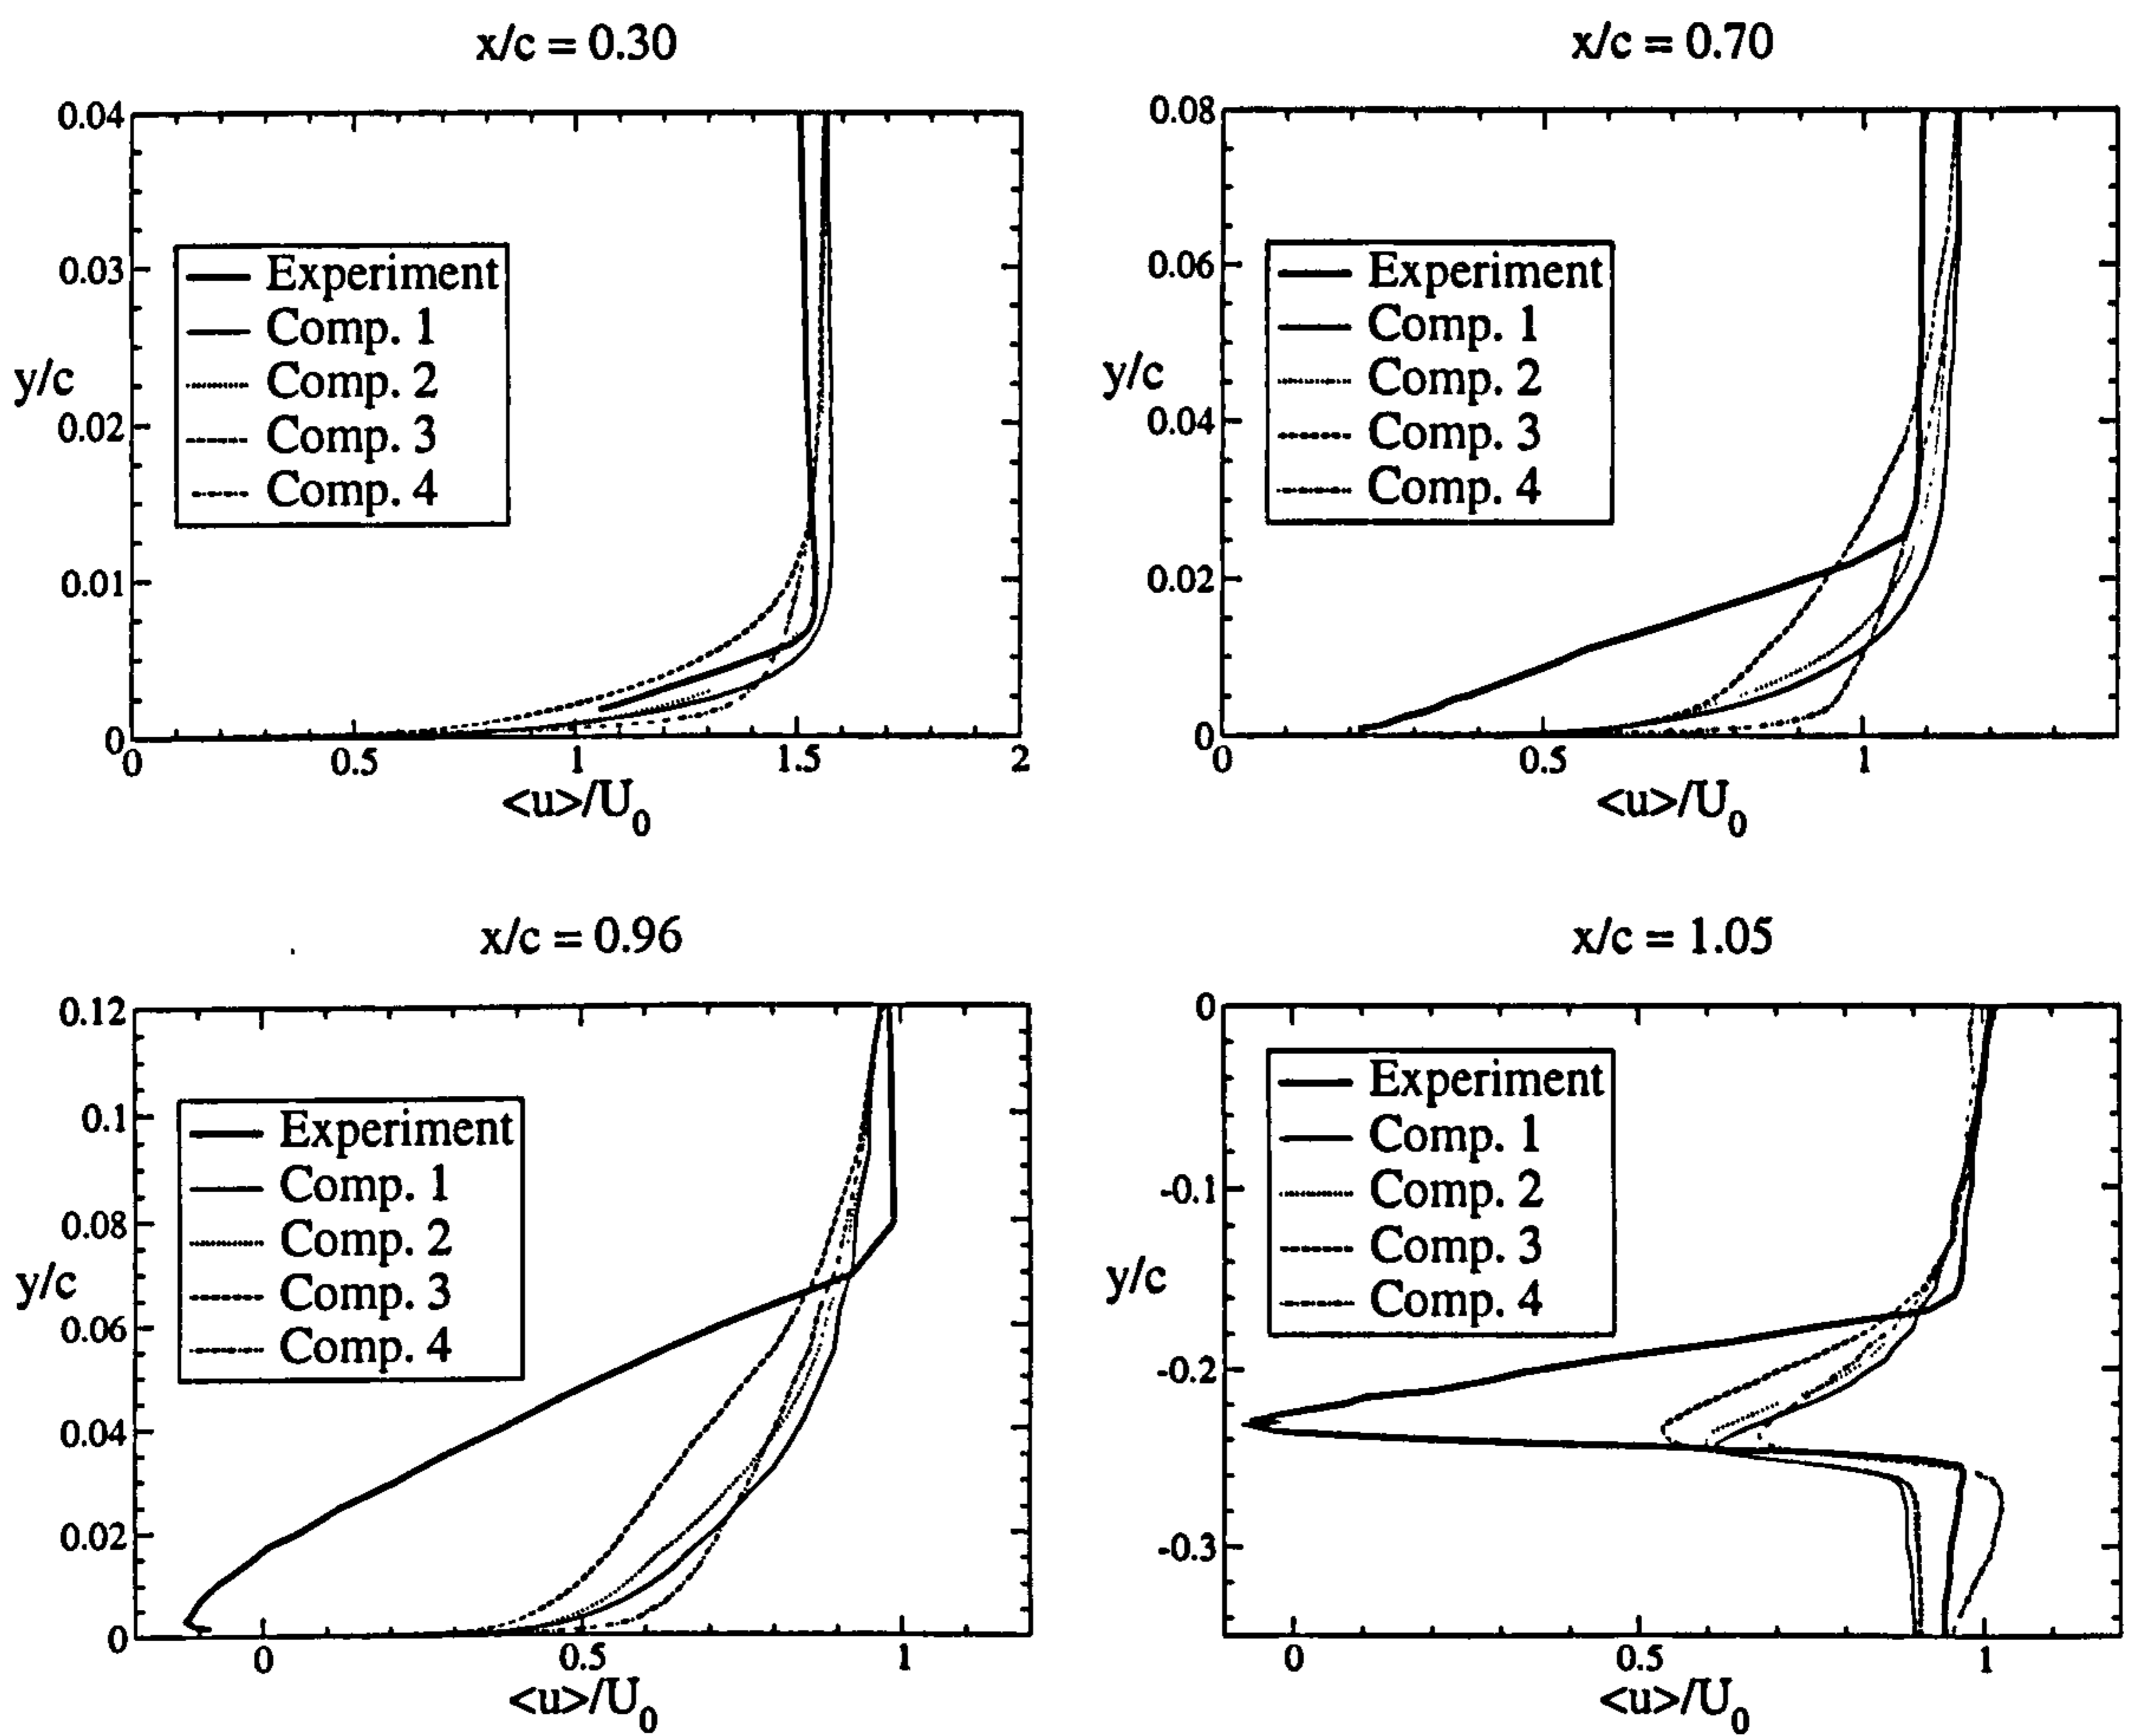 x/c = 0.30
0.04
0.03
0.02
0.01
0
y/c
Experiment
Comp. 1
Comp. 2
Comp. 3
Comp. 4
0
0.5
1
1.5
2
<u>/U0
x/c = 0.70
0.08
0.06
0.04
0.02
0
y/c
Experiment
Comp. 1
Comp. 2
Comp. 3
Comp. 4
0
0.5
1
<u>/U0
x/c = 0.96
0.12
0.1
0.08
0.06
0.04
0.02
0
y/c
Experiment
Comp. 1
Comp. 2
Comp. 3
Comp. 4
0
0.5
1
<u>/U0
x/c = 1.05
0
-0.1
-0.2
-0.3
y/c
Experiment
Comp. 1
Comp. 2
Comp. 3
Comp. 4
0
0.5
1
<u>/U0